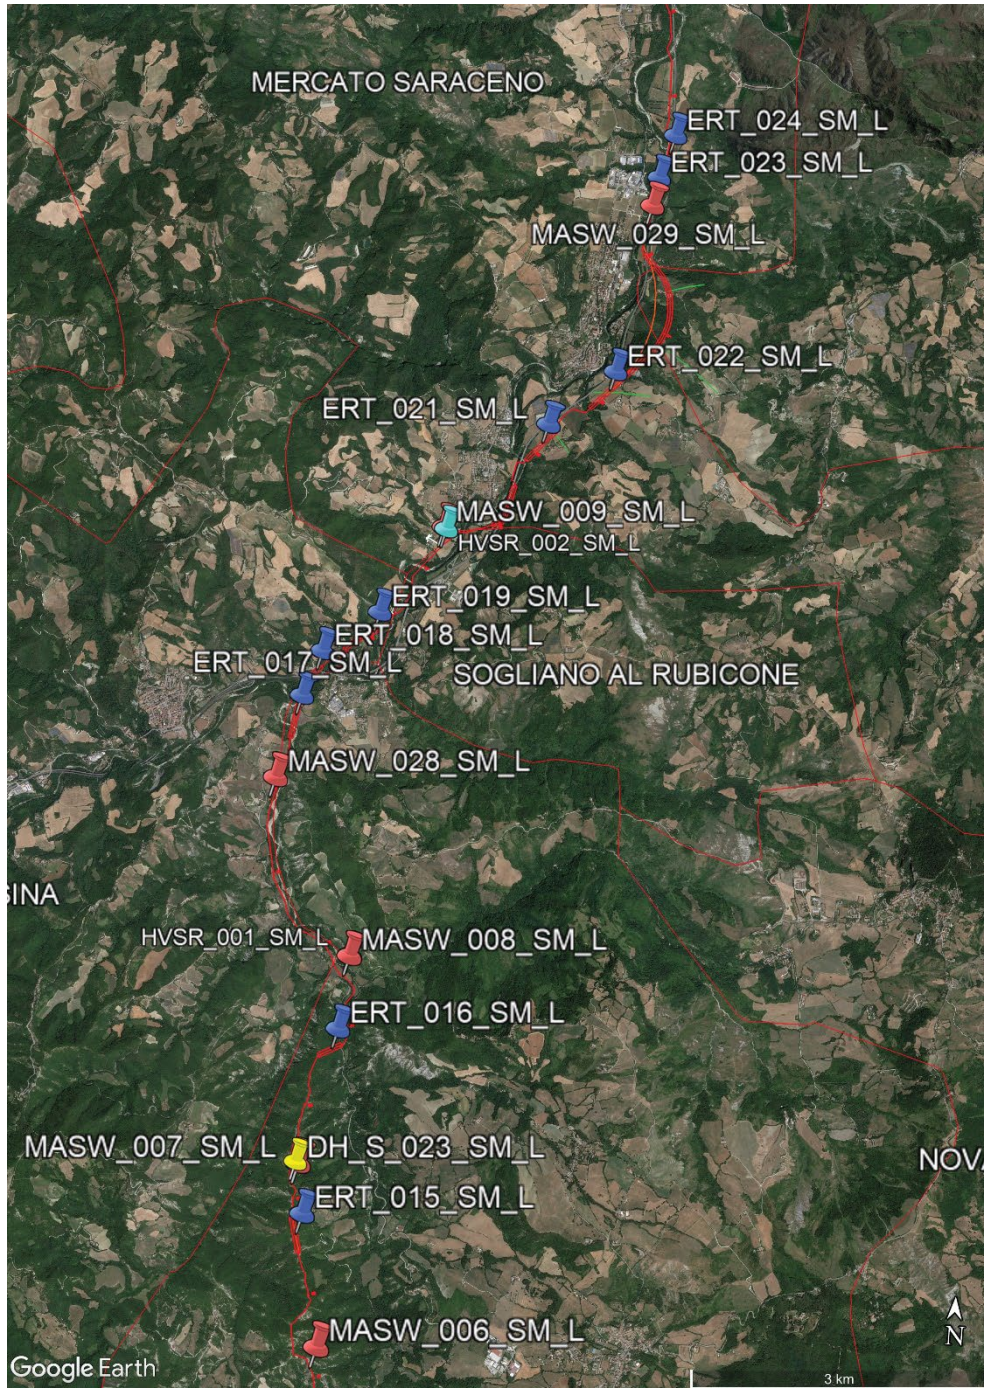 MERCATO SARACENO
ERT_024_SM_L
ERT_023_SM_L
MASW_029_SM_L
ERT_022_SM_L
ERT_021_SM_L
MASW_009_SM_L
HVSR_002_SM_L
ERT_019_SM_L
ERT_018_SM_L
ERT_017_SM_L
SOGLIANO AL RUBICONE
MASW_028_SM_L
SINA
HVSR_001_SM_L
MASW_008_SM_L
ERT_016_SM_L
MASW_007_SM_L
DH_S_023_SM_L
NOVA
ERT_015_SM_L
MASW_006_SM_L
N
Google Earth
3 km